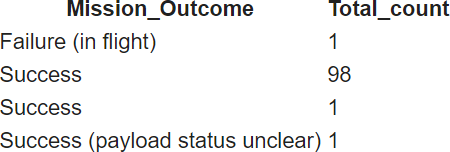 Mission_Outcome Total_count
Failure (in flight) 1
Success 98
Success 1
Success (payload status unclear) 1